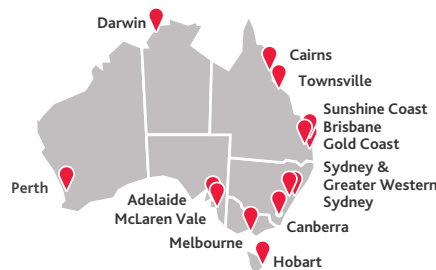 Darwin
Cairns
Townsville
Sunshine Coast
Brisbane
Gold Coast
Sydney &
Greater Western
Sydney
Perth
Adelaide
McLaren Vale
Canberra
Melbourne
Hobart